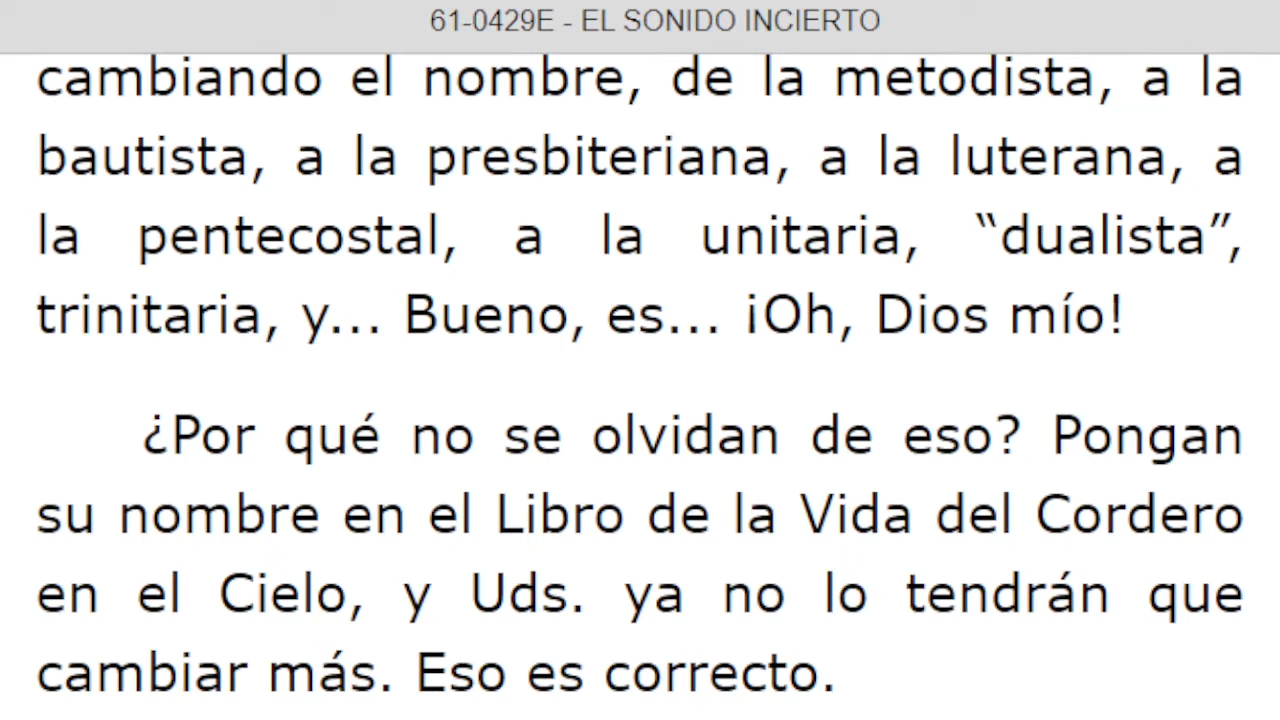 61-0429E - EL SONIDO INCIERTO
cambiando el nombre, de la metodista, a la
bautista, a la presbiteriana, a la luterana, a
la pentecostal, a la unitaria, “dualista”,
trinitaria, y... Bueno, es... ¡Oh, Dios mío!
¿Por qué no se olvidan de eso? Pongan
su nombre en el Libro de la Vida del Cordero
en el Cielo, y Uds. ya no lo tendrán que
cambiar más. Eso es correcto.